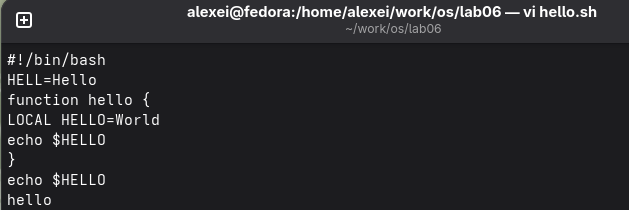 alexei@fedora:/home/alexei/work/os/lab06 — vi hello.sh
~/work/os/lab06
#!/bin/bash
HELL=Hello
function hello {
LOCAL HELLO=World
echo $HELLO
}
echo $HELLO
hello